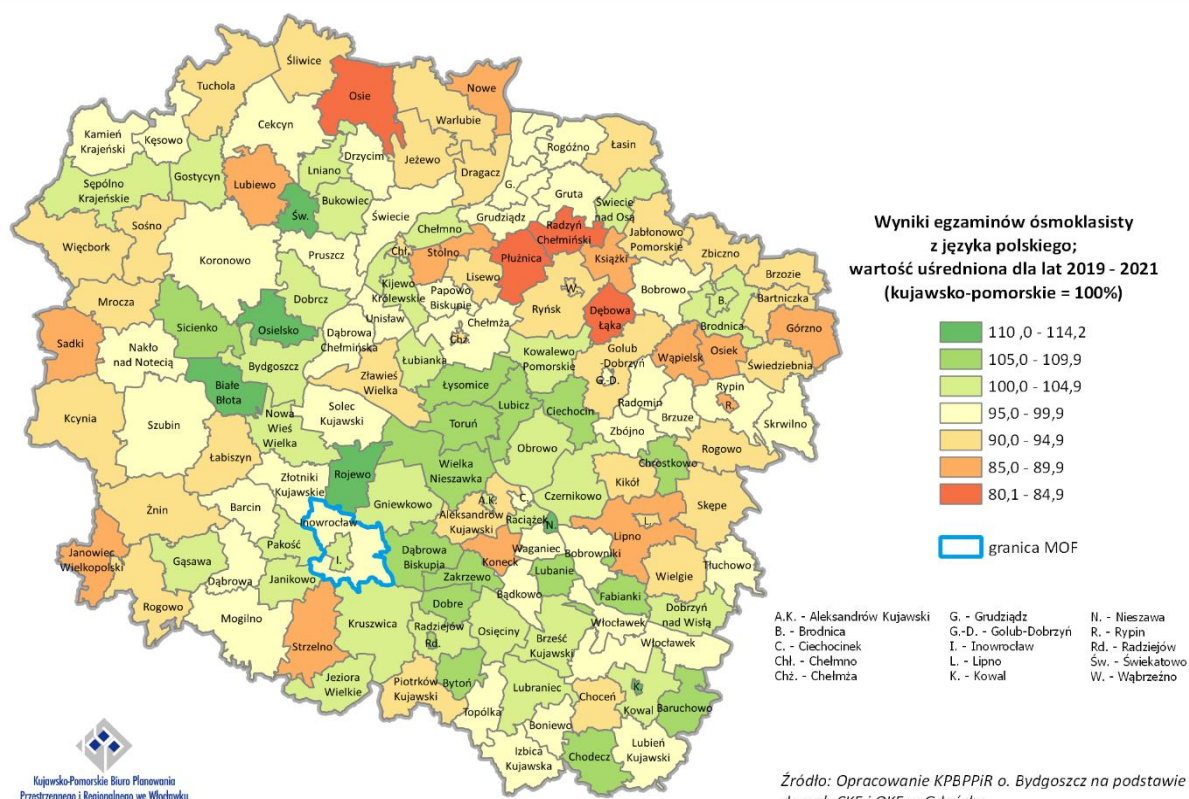 Śliwice
Tuchola
Osie
Nowe
Warlubie
Cekcyn
Kamień
Krajeński
Kęsowo
Drzycim
Jeżewo
Rogóźno
Łasin
Sępólno
Krajeńskie
Gostycyn
Lubiewo
Lniano
Dragacz
G.
Gruta
Św.
Bukowiec
Świecie
Grudziądz
Świecie
nad Osą
Sośno
Więcbork
Koronowo
Pruszcz
Chełmno
Chł.
Stolno
Radzyń
Chełmiński
Płużnica
Książki
Jabłonowo
Pomorskie
Zbiczno
Lisewo
Brzozie
Mrocza
Dobrcz
Kijewo
Królewskie
Papowo
Biskupie
W.
Bobrowo
Bartniczka
B.
Sicienko
Osielsko
Unisław
Chełmża
Ryńsk
Dębowa
Łąka
Brodnica
Górzno
Sadki
Nakło
nad Notecią
Dąbrowa
Chełmińska
Chż.
Golub
Dobrzyń
Wąpielsk
Osiek
Bydgoszcz
Łubianka
Kowalewo
Pomorskie
G.-D.
Świedziebnia
Białe
Błota
Zławieś
Wielka
Łysomice
Rypin
R.
Kcynia
Szubin
Nowa
Wieś
Wielka
Solec
Kujawski
Lubicz
Ciechocin
Radomin
Brzuze
Skrwilno
Toruń
Zbójno
Łabiszyn
Rojewo
Wielka
Nieszawka
Obrowo
Chrostkowo
Rogowo
Złotniki
Kujawskie
Gniewkowo
Kikół
Żnin
Barcin
Inowrocław
A.K.
C.
Czernikowo
Skępe
Aleksandrów
Kujawski
Raciążek
N.
L.
Lipno
Janowiec
Wielkopolski
Gąsawa
Pakość
I.
Dąbrowa
Biskupia
Koneck
Waganiec
Bobrowniki
Tłuchowo
Dąbrowa
Janikowo
Zakrzewo
Lubanie
Wielgie
Rogowo
Mogilno
Bądkowo
Fabianki
Dobrzyń
nad Wisłą
Strzelno
Kruszwica
Dobre
Radziejów
Rd.
Osięciny
Brześć
Kujawski
Włocławek
Włocławek
Jeziora
Wielkie
Piotrków
Kujawski
Bytoń
Lubraniec
Choceń
K.
Kowal
Baruchowo
Topólka
Boniewo
Izbica
Kujawska
Chodecz
Lubień
Kujawski
Wyniki egzaminów ósmoklasisty
z języka polskiego;
wartość uśredniona dla lat 2019 - 2021
(kujawsko-pomorskie = 100%)
110 ,0 - 114,2
105,0 - 109,9
100,0 - 104,9
95,0 - 99,9
90,0 - 94,9
85,0 - 89,9
80,1 - 84,9
granica MOF
A.K. - Aleksandrów Kujawski
B. - Brodnica
C. - Ciechocinek
Chł. - Chełmno
Chż. - Chełmża
G. - Grudziądz
G.-D. - Golub-Dobrzyń
I. - Inowrocław
L. - Lipno
K. - Kowal
N. - Nieszawa
R. - Rypin
Rd. - Radziejów
Św. - Świekatowo
W. - Wąbrzeźno
Kujawsko-Pomorskie Biuro Planowania
Przestrzennego i Regionalnego we Włocławku
Źródło: Opracowanie KPBPPiR o. Bydgoszcz na podstawie